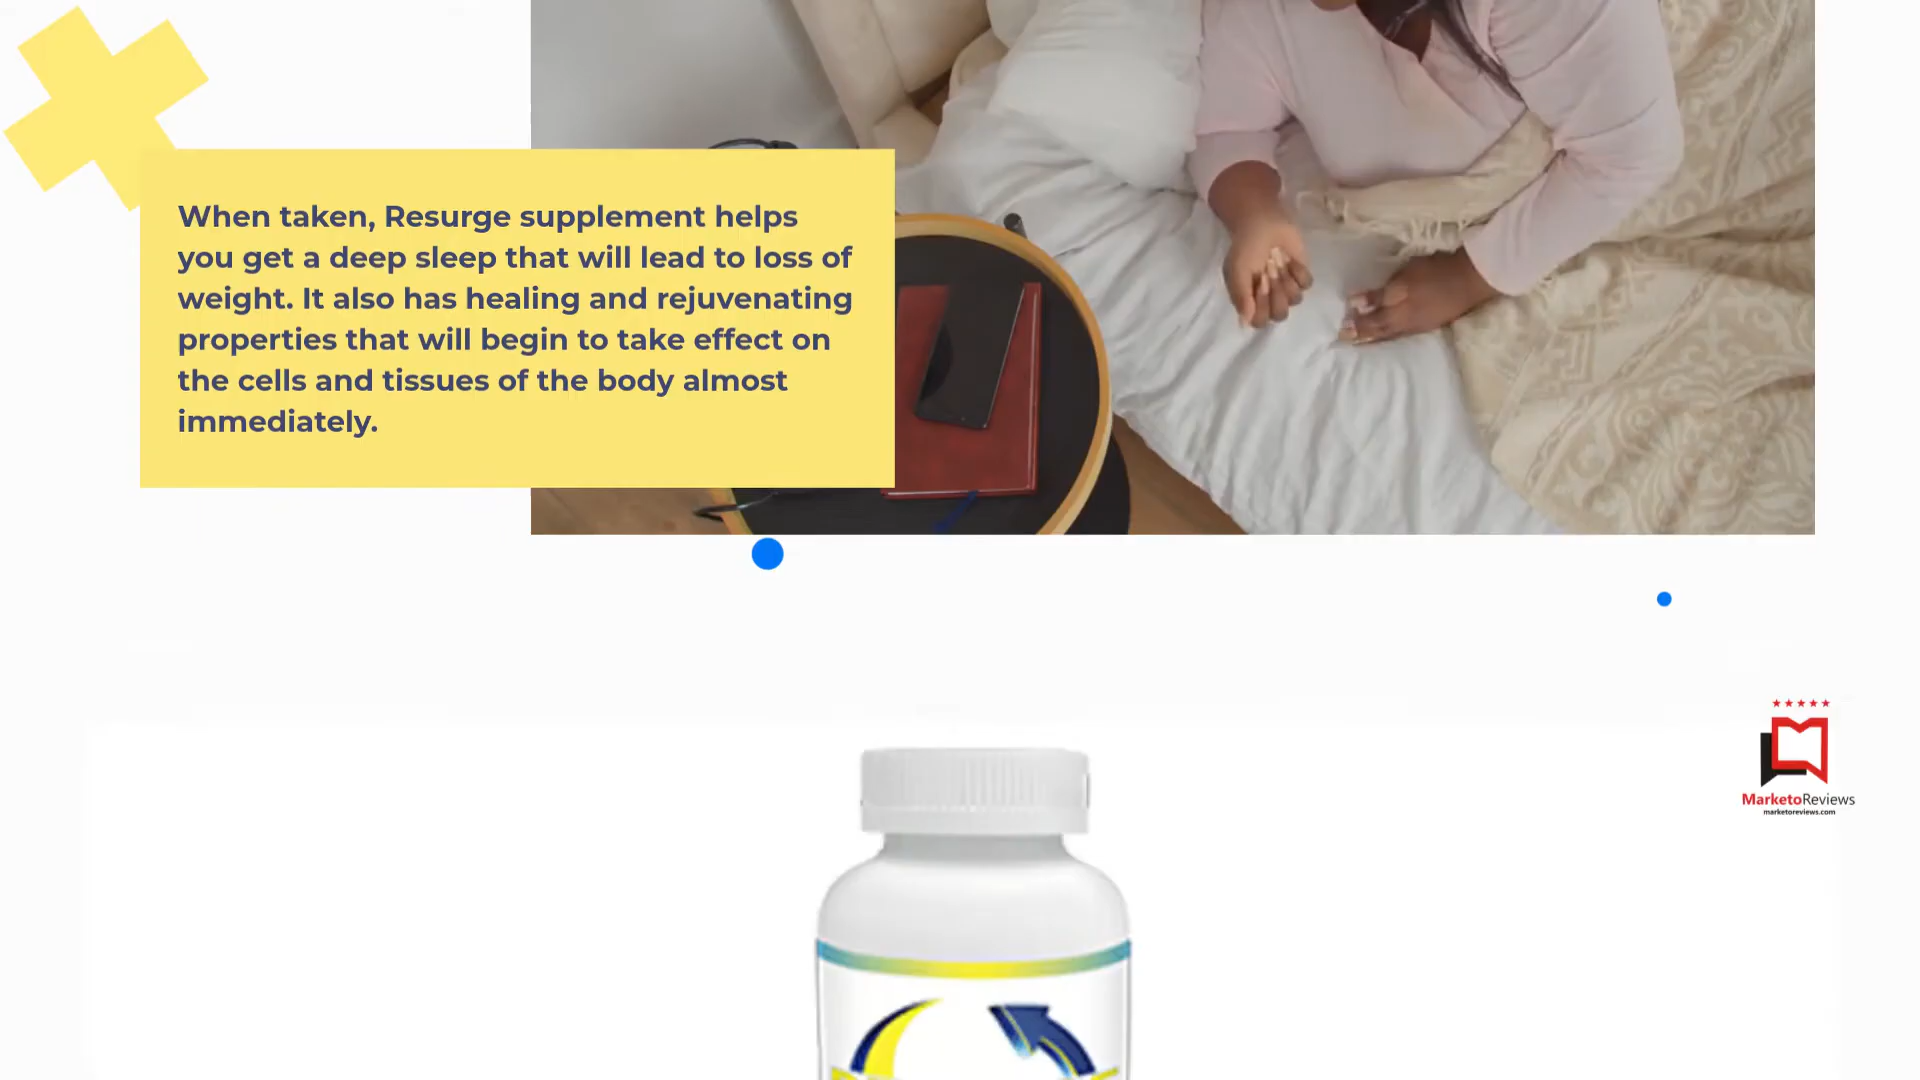 When taken, Resurge supplement helps
you get a deep sleep that will lead to loss of
weight. It also has healing and rejuvenating
properties that will begin to take effect on
the cells and tissues of the body almost
immediately.
MarketoReviews
marketoreviews.com